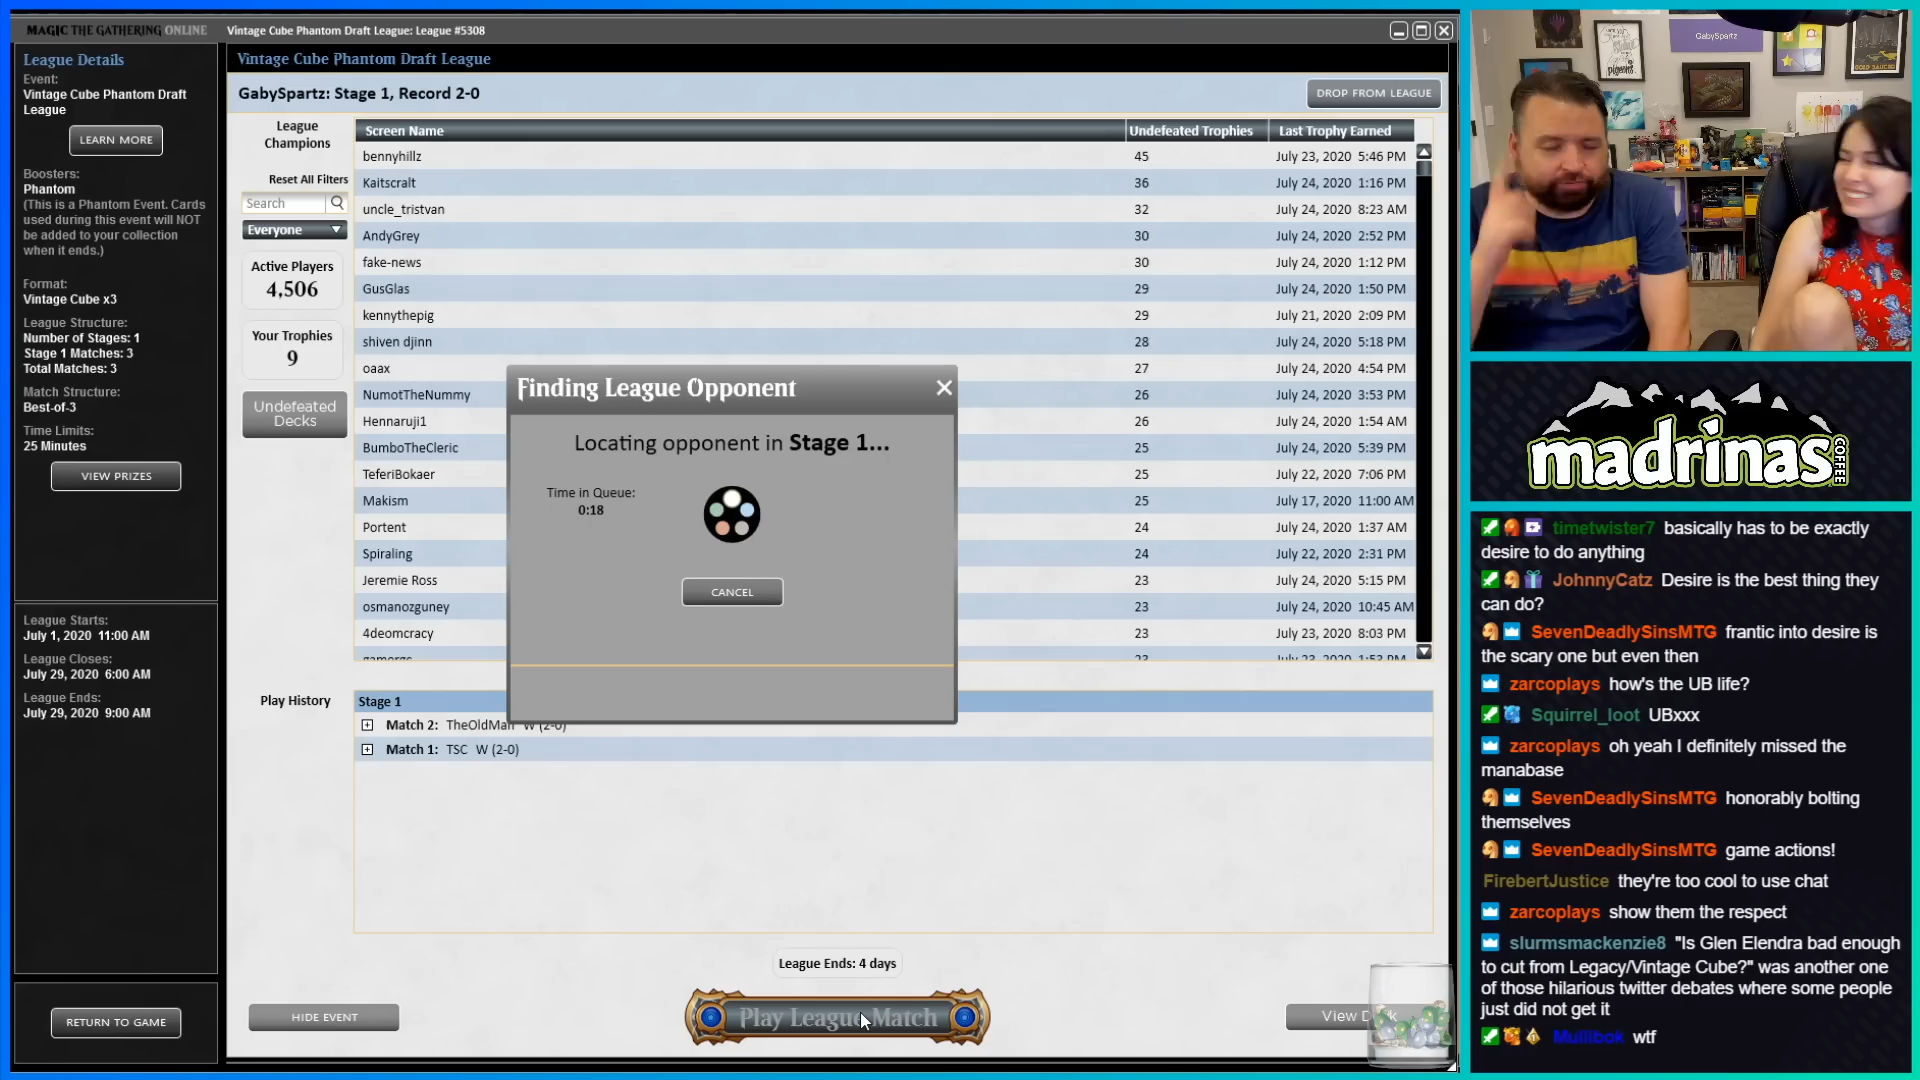 MAGIC THE GATHERING ONLINE
Vintage Cube Phantom Draft League: League #5308
League Details
Event:
Vintage Cube Phantom Draft
League
LEARN MORE
Boosters:
Phantom
(This is a Phantom Event. Cards
used during this event will NOT
be added to your collection
when it ends.)
Format:
Vintage Cube x3
League Structure:
Number of Stages: 1
Stage 1 Matches: 3
Total Matches: 3
Match Structure:
Best-of-3
Time Limits:
25 Minutes
VIEW PRIZES
League Starts:
July 1, 2020 11:00 AM
League Closes:
July 29, 2020 6:00 AM
League Ends:
July 29, 2020 9:00 AM
RETURN TO GAME
Vintage Cube Phantom Draft League
GabySpartz: Stage 1, Record 2-0
DROP FROM LEAGUE
League
Champions
Reset All Filters
Search
Everyone
Active Players
4,506
Your Trophies
9
Undefeated
Decks
Screen Name Undefeated Trophies Last Trophy Earned
bennyhillz 45 July 23, 2020 5:46 PM
Kaitscralt 36 July 24, 2020 1:16 PM
uncle_tristvan 32 July 24, 2020 8:23 AM
AndyGrey 30 July 24, 2020 2:52 PM
fake-news 30 July 24, 2020 1:12 PM
GusGlas 29 July 24, 2020 1:50 PM
kennythepig 29 July 21, 2020 2:09 PM
shiven djinn 28 July 24, 2020 5:18 PM
oaax 27 July 24, 2020 4:54 PM
NumotTheNummy 26 July 24, 2020 3:53 PM
Hennaruji1 26 July 24, 2020 1:54 AM
BumboTheCleric 25 July 24, 2020 5:39 PM
TeferiBokaer 25 July 22, 2020 7:06 PM
Makism 25 July 17, 2020 11:00 AM
Portent 24 July 24, 2020 1:37 AM
Spiraling 24 July 22, 2020 2:31 PM
Jeremie Ross 23 July 24, 2020 5:15 PM
osmanozguney 23 July 24, 2020 10:45 AM
4deomcracy 23 July 23, 2020 8:03 PM
Finding League Opponent
Locating opponent in Stage 1...
Time in Queue:
0:18
CANCEL
Play History
Stage 1
Match 2: TheOldMan W (2-0)
Match 1: TSC W (2-0)
League Ends: 4 days
HIDE EVENT
Play League Match
View
GabySpartz
madrinas
COFFEE
timetwister7 basically has to be exactly
desire to do anything
JohnnyCatz Desire is the best thing they
can do?
SevenDeadlySinsMTG frantic into desire is
the scary one but even then
zarcoplays how's the UB life?
Squirrel_loot UBxxx
zarcoplays oh yeah I definitely missed the
manabase
SevenDeadlySinsMTG honorably bolting
themselves
SevenDeadlySinsMTG game actions!
FirebertJustice they're too cool to use chat
zarcoplays show them the respect
slurmsmackenzie8 "Is Glen Elendra bad enough
to cut from Legacy/Vintage Cube?" was another one
of those hilarious twitter debates where some people
just did not get it
Mullibok wtf